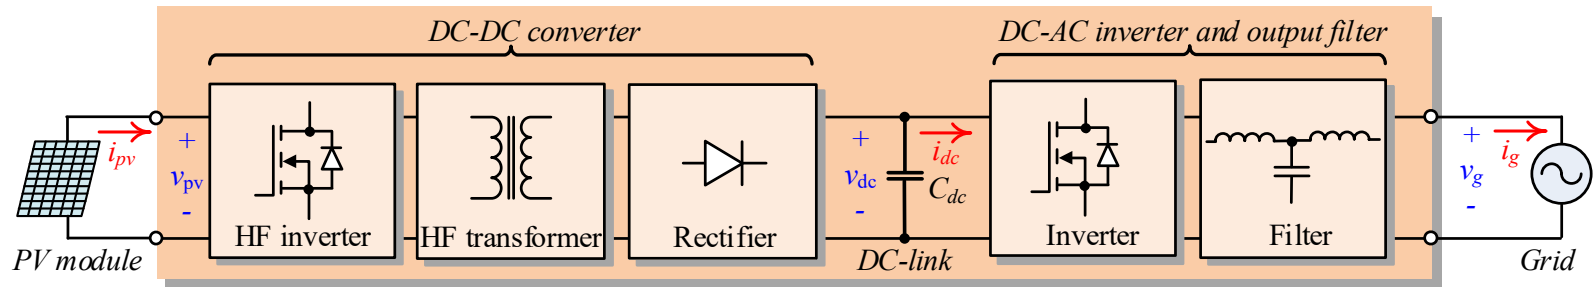 DC-DC converter
DC-AC inverter and output filter
i_pv
+
v_pv
-
PV module
HF inverter
HF transformer
Rectifier
+
v_dc
-
i_dc
C_dc
DC-link
Inverter
Filter
+
v_g
-
i_g
Grid